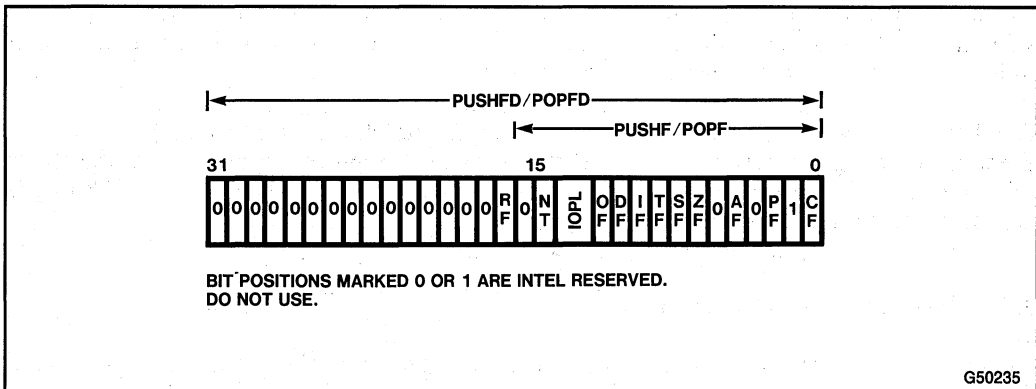 PUSHFD/POPFD
PUSHF/POPF
31 15 0
0 0 0 0 0 0 0 0 0 0 0 0 0 0 0 RF 0 NT IOPL OF DF IF TF SF ZF 0 AF 0 PF 1 CF
BIT POSITIONS MARKED 0 OR 1 ARE INTEL RESERVED.
DO NOT USE.
G50235